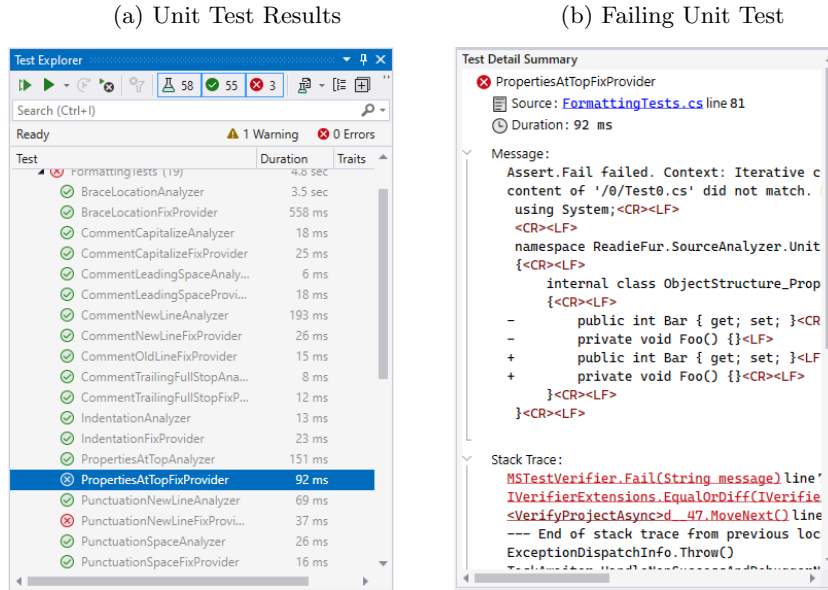 (a) Unit Test Results
Test Explorer
58 55 3
Search (Ctrl+I)
Ready 1 Warning 0 Errors
Test Duration Traits
FormattingTests (19) 4.8 sec
BraceLocationAnalyzer 3.5 sec
BraceLocationFixProvider 558 ms
CommentCapitalizeAnalyzer 18 ms
CommentCapitalizeFixProvider 25 ms
CommentLeadingSpaceAnaly... 6 ms
CommentLeadingSpaceProvi... 18 ms
CommentNewLineAnalyzer 193 ms
CommentNewLineFixProvider 26 ms
CommentOldLineFixProvider 15 ms
CommentTrailingFullStopAna... 8 ms
CommentTrailingFullStopFixP... 12 ms
IndentationAnalyzer 13 ms
IndentationFixProvider 23 ms
PropertiesAtTopAnalyzer 151 ms
PropertiesAtTopFixProvider 92 ms
PunctuationNewLineAnalyzer 69 ms
PunctuationNewLineFixProvi... 37 ms
PunctuationSpaceAnalyzer 26 ms
PunctuationSpaceFixProvider 16 ms
(b) Failing Unit Test
Test Detail Summary
PropertiesAtTopFixProvider
Source: FormattingTests.cs line 81
Duration: 92 ms
Message:
Assert.Fail failed. Context: Iterative c
content of '/0/Test0.cs' did not match.
using System;<CR><LF>
<CR><LF>
namespace ReadieFur.SourceAnalyzer.Unit
{<CR><LF>
internal class ObjectStructure_Prop
{<CR><LF>
- public int Bar { get; set; }<CR
- private void Foo() {}<LF>
+ public int Bar { get; set; }<LF
+ private void Foo() {}<CR><LF>
}<CR><LF>
}<CR><LF>
Stack Trace:
MSTestVerifier.Fail(String message) line
IVerifierExtensions.EqualOrDiff(IVerifie
<VerifyProjectAsync>d__47.MoveNext() line
--- End of stack trace from previous loc
ExceptionDispatchInfo.Throw()